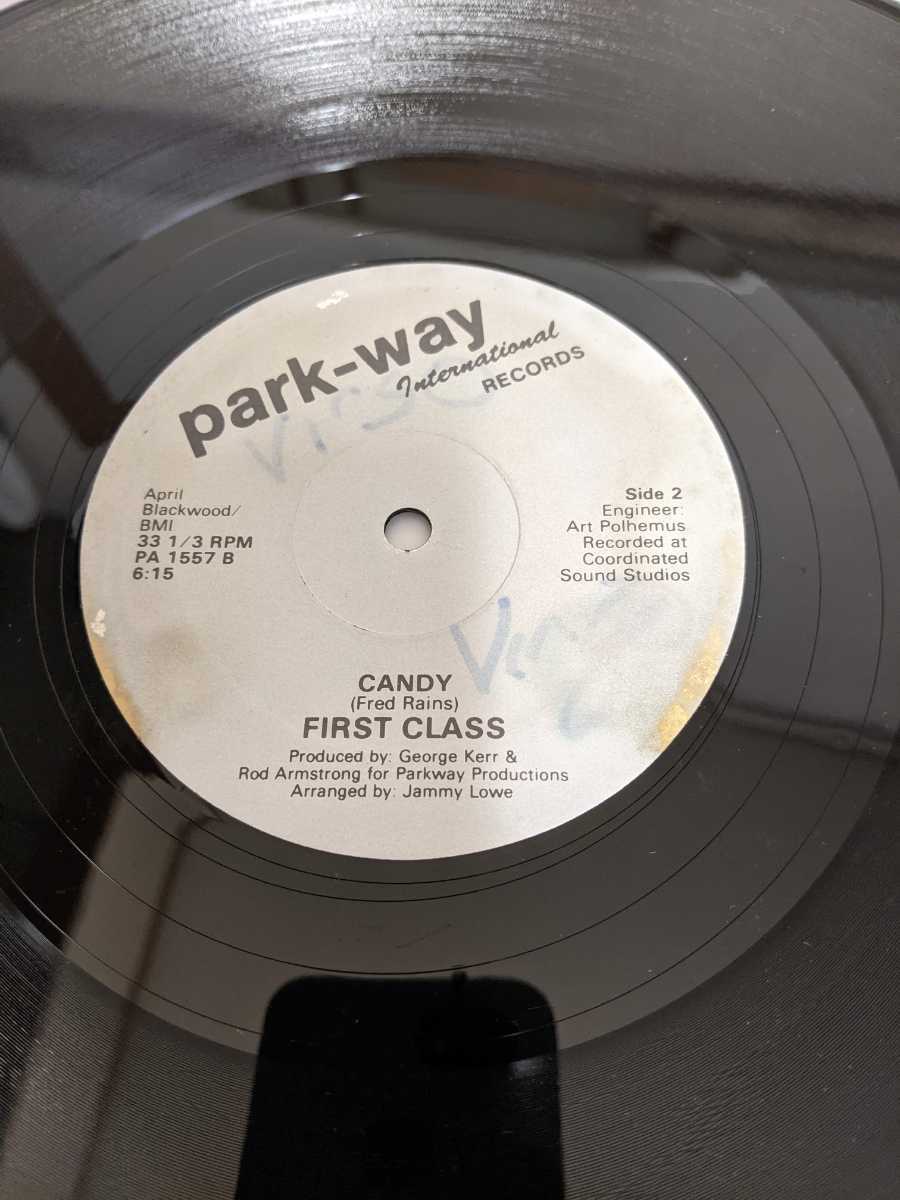 park-way
International
RECORDS
April
Blackwood/
BMI
33 1/3 RPM
PA 1557 B
6:15
Side 2
Engineer:
Art Polhemus
Recorded at
Coordinated
Sound Studios
CANDY
(Fred Rains)
FIRST CLASS
Produced by: George Kerr &
Rod Armstrong for Parkway Productions
Arranged by: Jammy Lowe